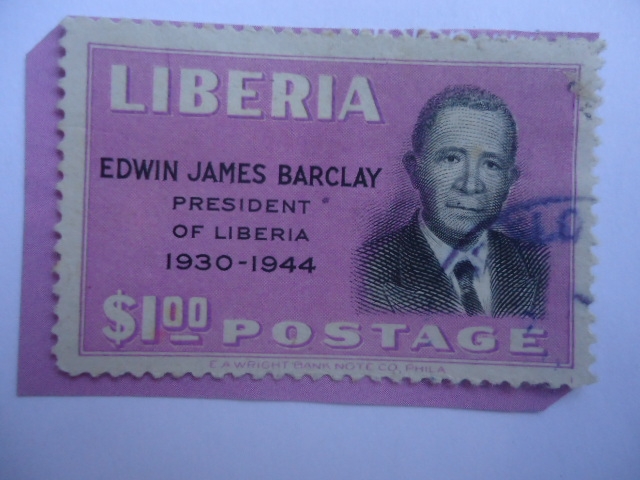 LIBERIA
EDWIN JAMES BARCLAY
PRESIDENT
OF LIBERIA
1930-1944
$1.00 POSTAGE
E.A.WRIGHT BANK NOTE CO. PHILA